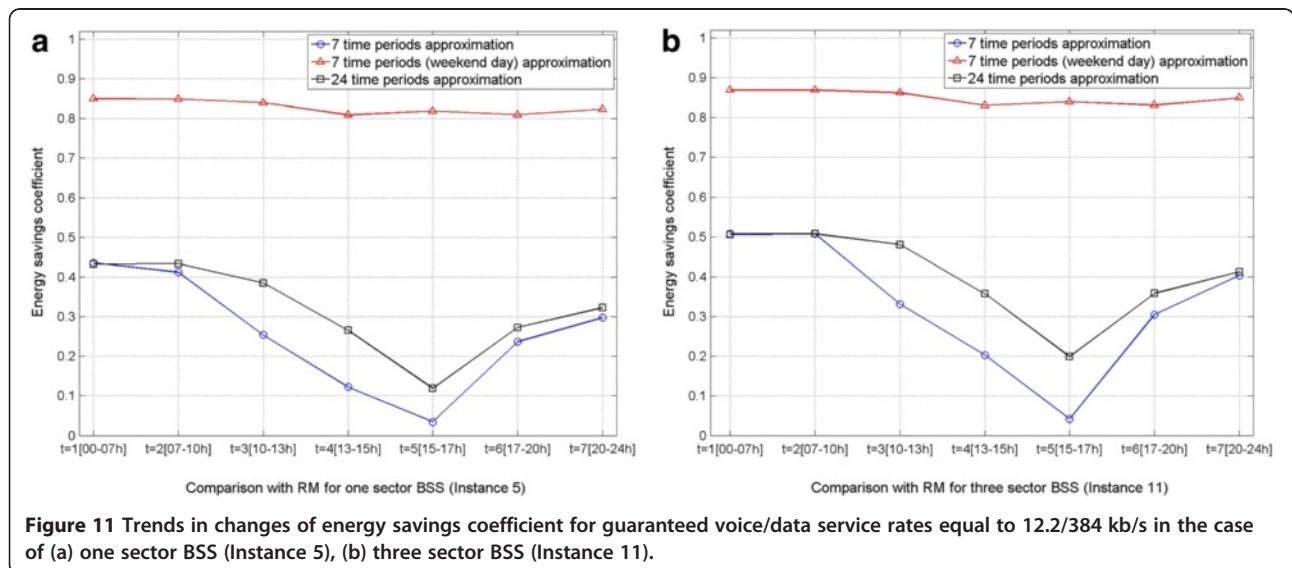 a
7 time periods approximation
7 time periods (weekend day) approximation
24 time periods approximation
1
0.9
0.8
0.7
0.6
0.5
0.4
0.3
0.2
0.1
0
Energy savings coefficient
t=1[00-07h] t=2[07-10h] t=3[10-13h] t=4[13-15h] t=5[15-17h] t=6[17-20h] t=7[20-24h]
Comparison with RM for one sector BSS (Instance 5)
b
7 time periods approximation
7 time periods (weekend day) approximation
24 time periods approximation
1
0.9
0.8
0.7
0.6
0.5
0.4
0.3
0.2
0.1
0
Energy savings coefficient
t=1[00-07h] t=2[07-10h] t=3[10-13h] t=4[13-15h] t=5[15-17h] t=6[17-20h] t=7[20-24h]
Comparison with RM for three sector BSS (Instance 11)
Figure 11 Trends in changes of energy savings coefficient for guaranteed voice/data service rates equal to 12.2/384 kb/s in the case
of (a) one sector BSS (Instance 5), (b) three sector BSS (Instance 11).